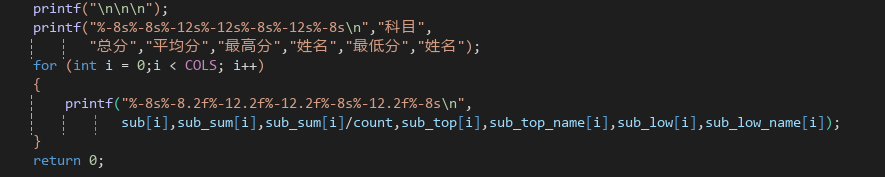 printf("\n\n\n");
printf("%-8s%-8s%-12s%-12s%-8s%-12s%-8s\n","科目",
"总分","平均分","最高分","姓名","最低分","姓名");
for (int i = 0;i < COLS; i++)
{
printf("%-8s%-8.2f%-12.2f%-12.2f%-8s%-12.2f%-8s\n",
sub[i],sub_sum[i],sub_sum[i]/count,sub_top[i],sub_top_name[i],sub_low[i],sub_low_name[i]);
}
return 0;